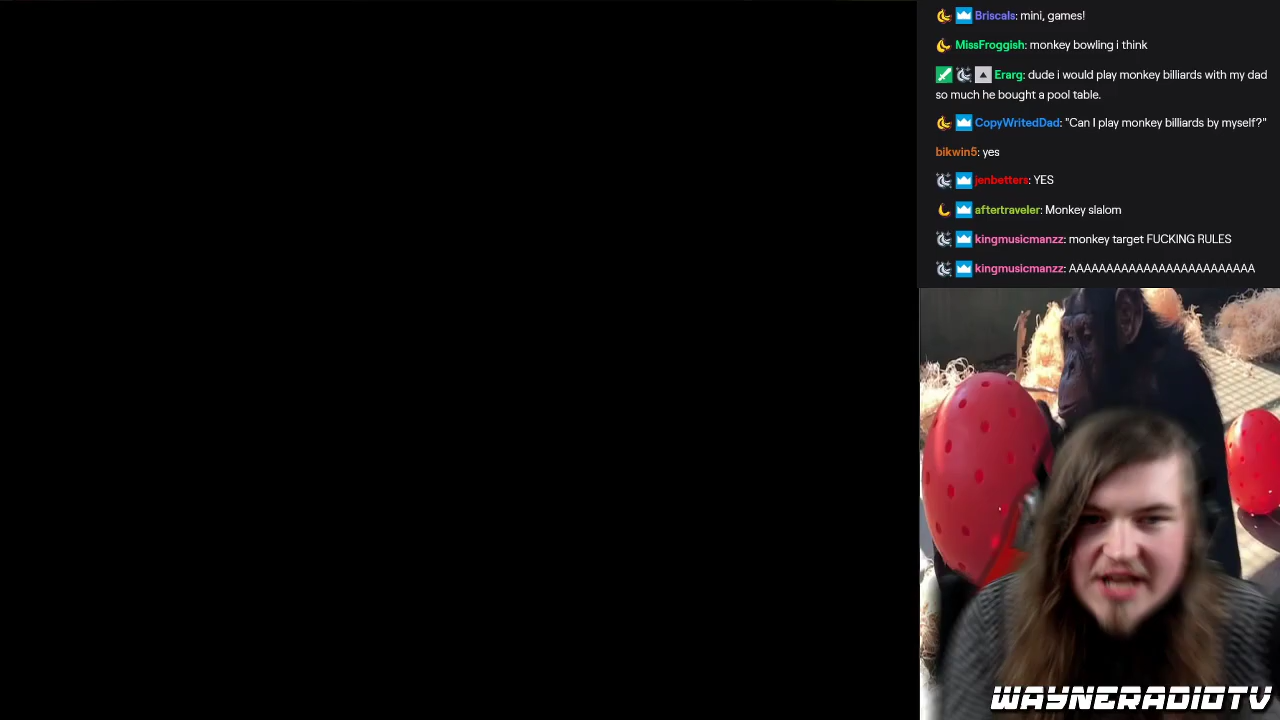 Briscals: mini, games!
MissFroggish: monkey bowling i think
Erarg: dude i would play monkey billiards with my dad
so much he bought a pool table.
CopyWritedDad: "Can I play monkey billiards by myself?"
bikwin5: yes
jenbetters: YES
aftertraveler: Monkey slalom
kingmusicmanzz: monkey target FUCKING RULES
kingmusicmanzz: AAAAAAAAAAAAAAAAAAAAAAAAA
WAYNERADIOTV